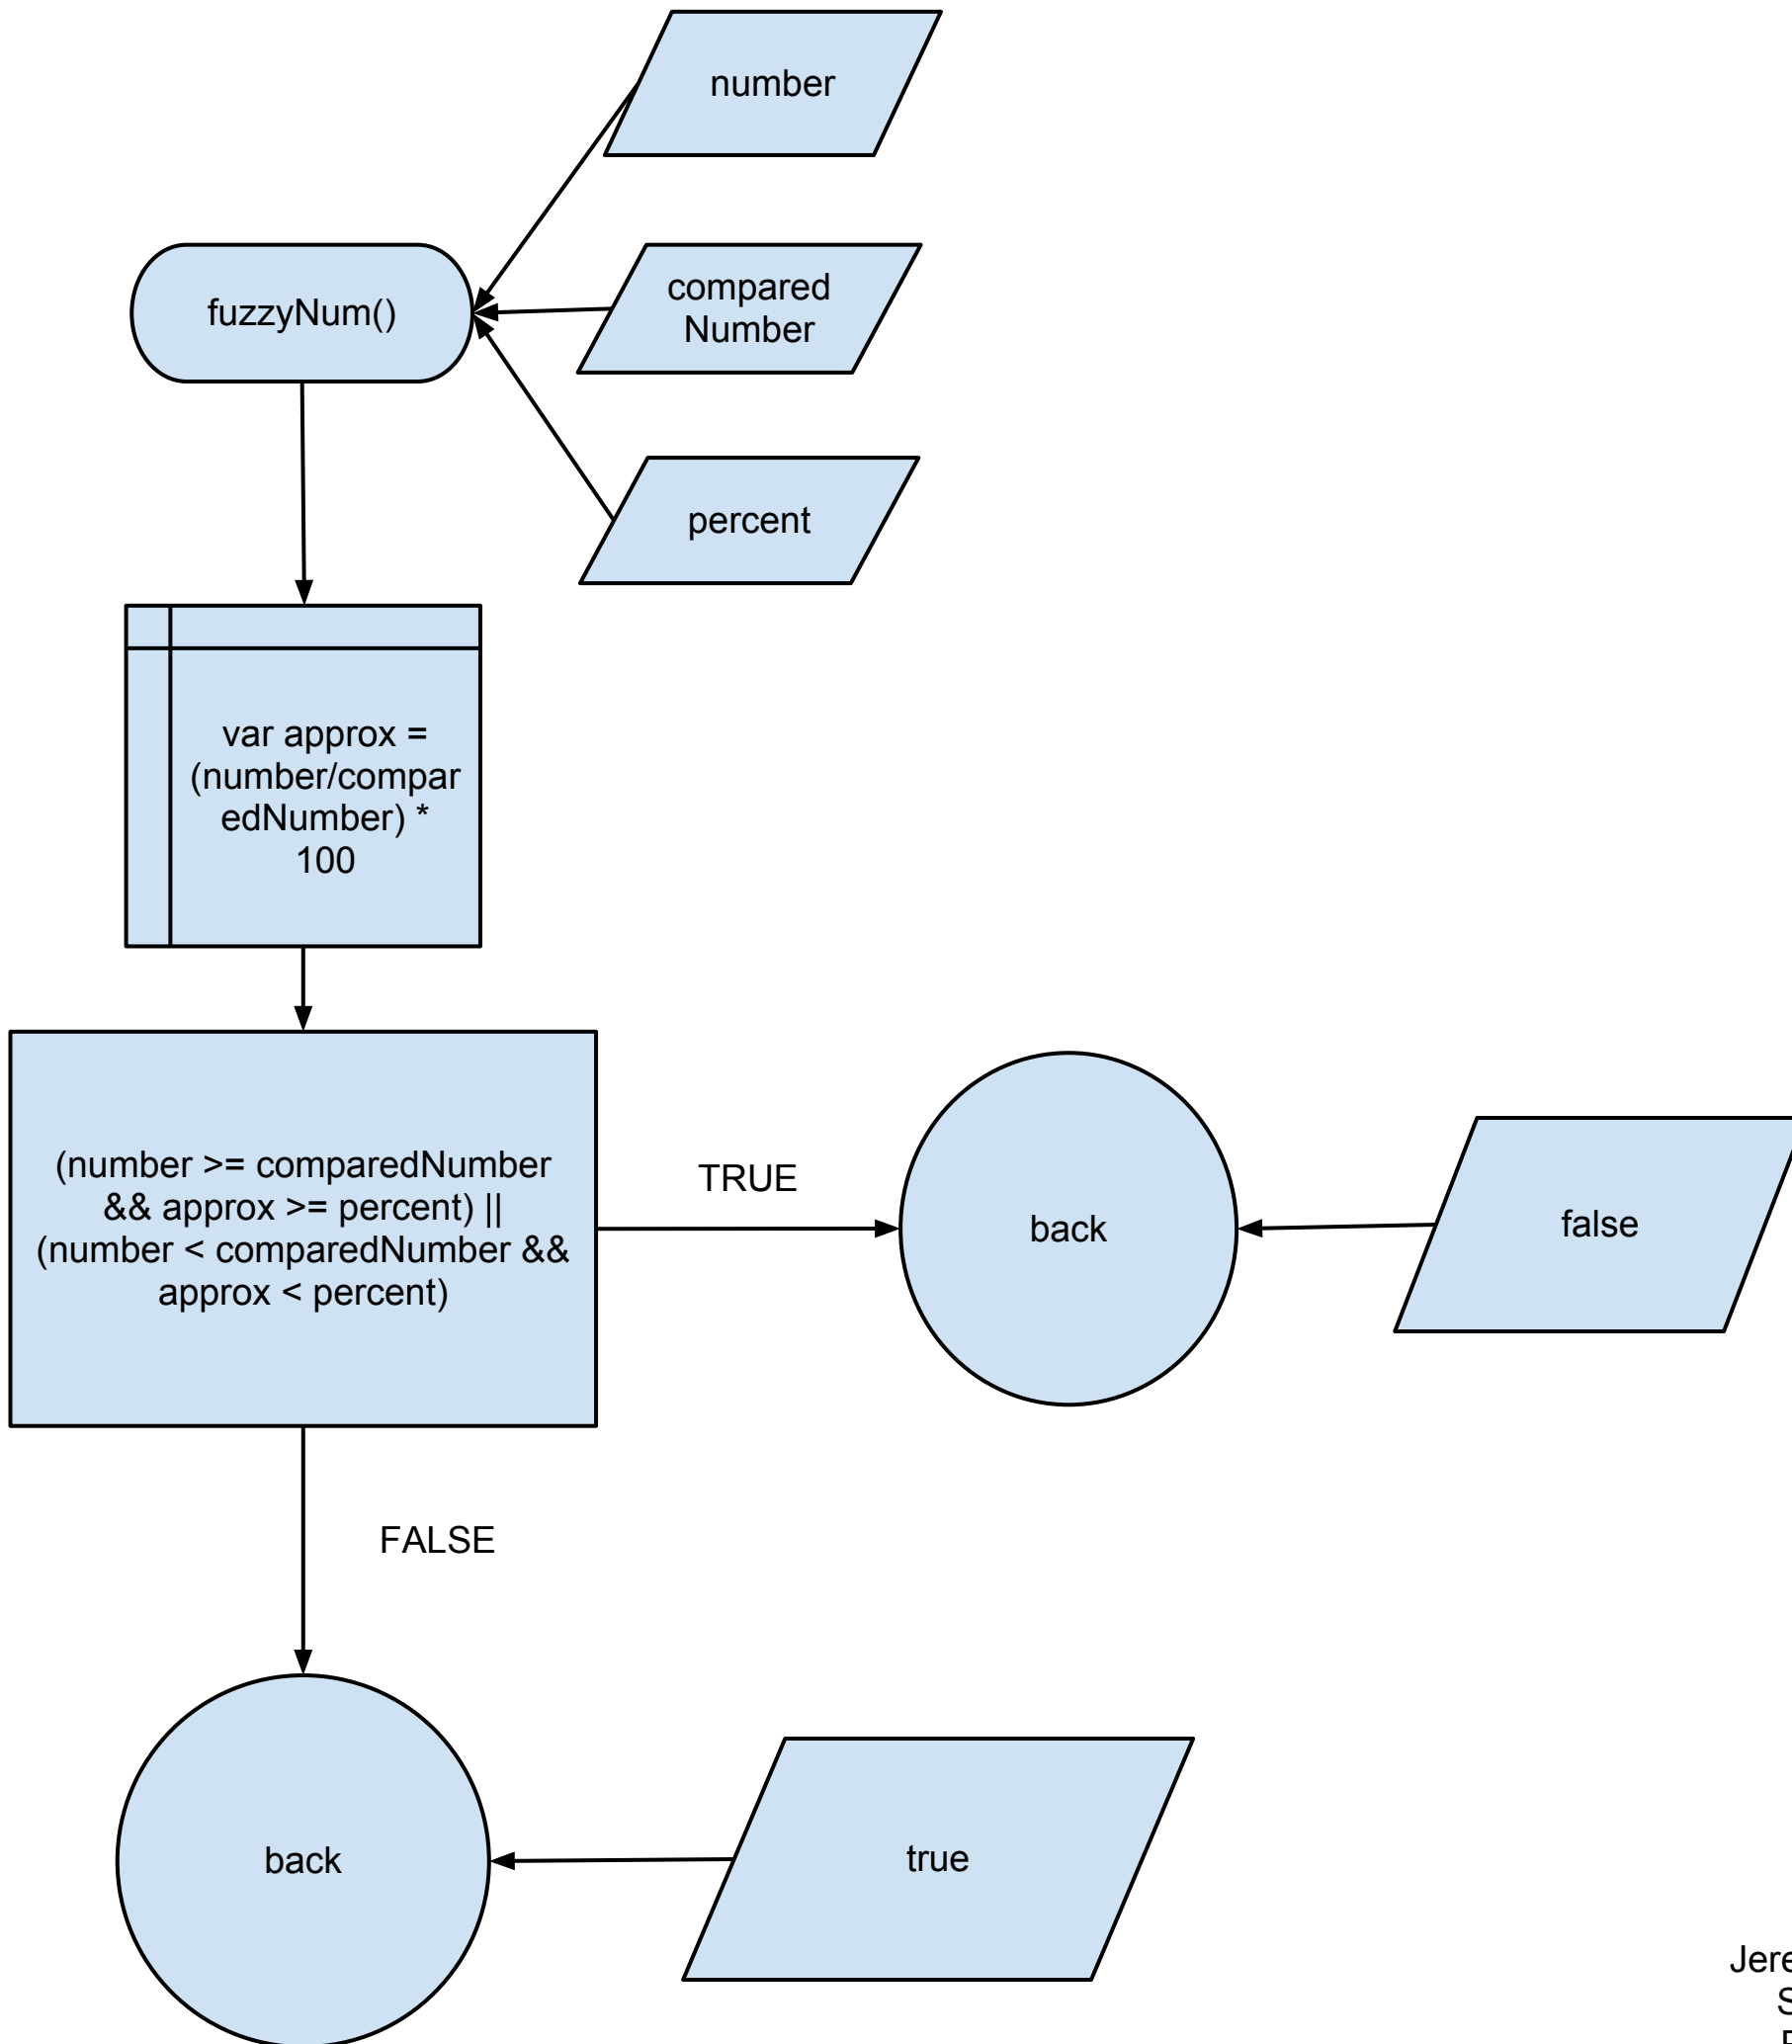 number
fuzzyNum()
compared
Number
percent
var approx =
(number/compar
edNumber) *
100
(number >= comparedNumber
&& approx >= percent) ||
(number < comparedNumber &&
approx < percent)
TRUE
back
false
FALSE
back
true